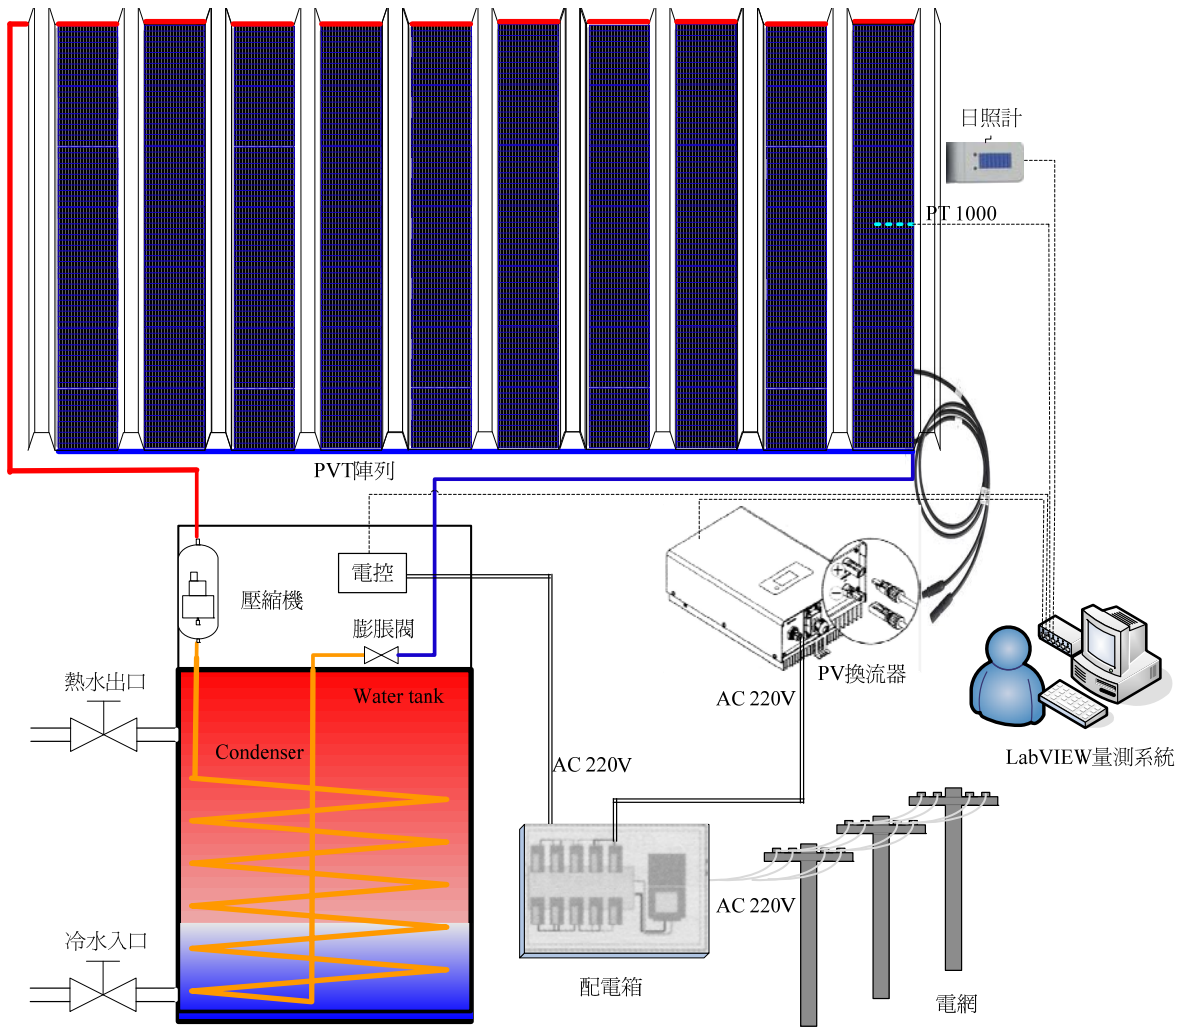 日照計
PT 1000
PVT陣列
電控
壓縮機
膨脹閥
PV換流器
熱水出口
Water tank
AC 220V
Condenser
AC 220V
LabVIEW量測系統
AC 220V
冷水入口
配電箱
電網